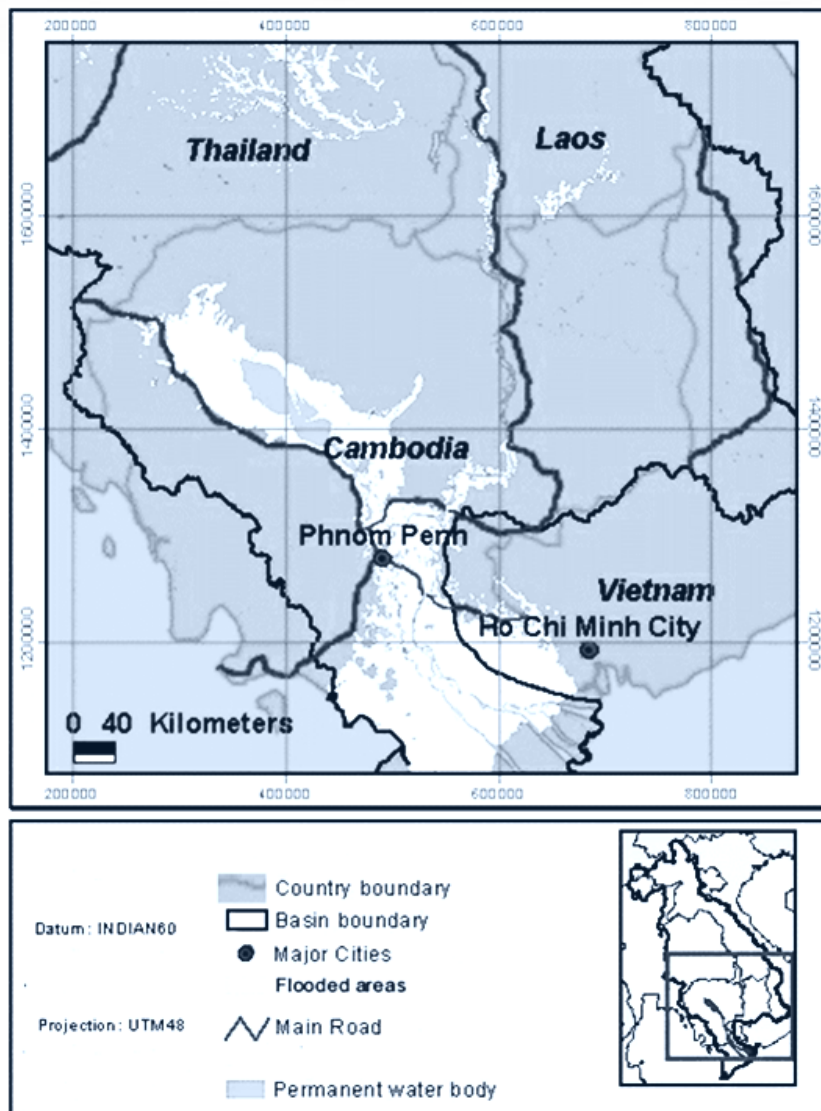 200000 400000 600000 800000
Thailand
Laos
1600000 1600000
1400000 1400000
Cambodia
Phnom Penh
Vietnam
Ho Chi Minh City
1200000 1200000
0 40 Kilometers
200000 400000 600000 800000
Country boundary
Datum : INDIAN60
Basin boundary
Major Cities
Flooded areas
Projection : UTM48
Main Road
Permanent water body